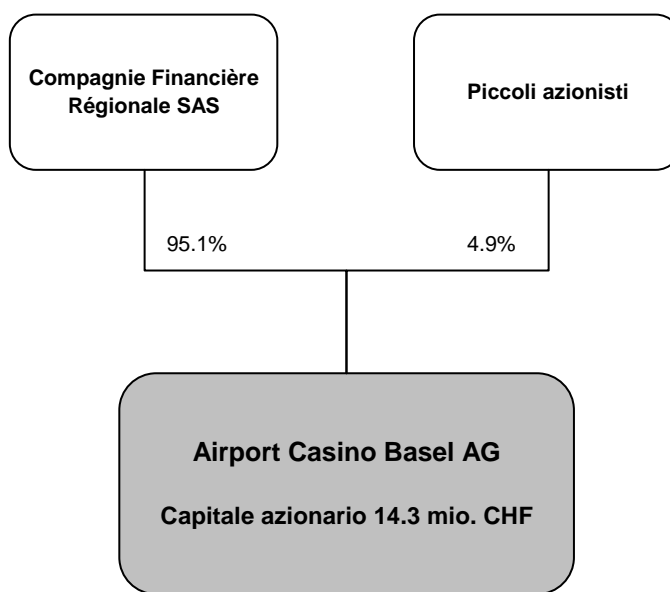 Compagnie Financière
Régionale SAS
Piccoli azionisti
95.1%
4.9%
Airport Casino Basel AG
Capitale azionario 14.3 mio. CHF